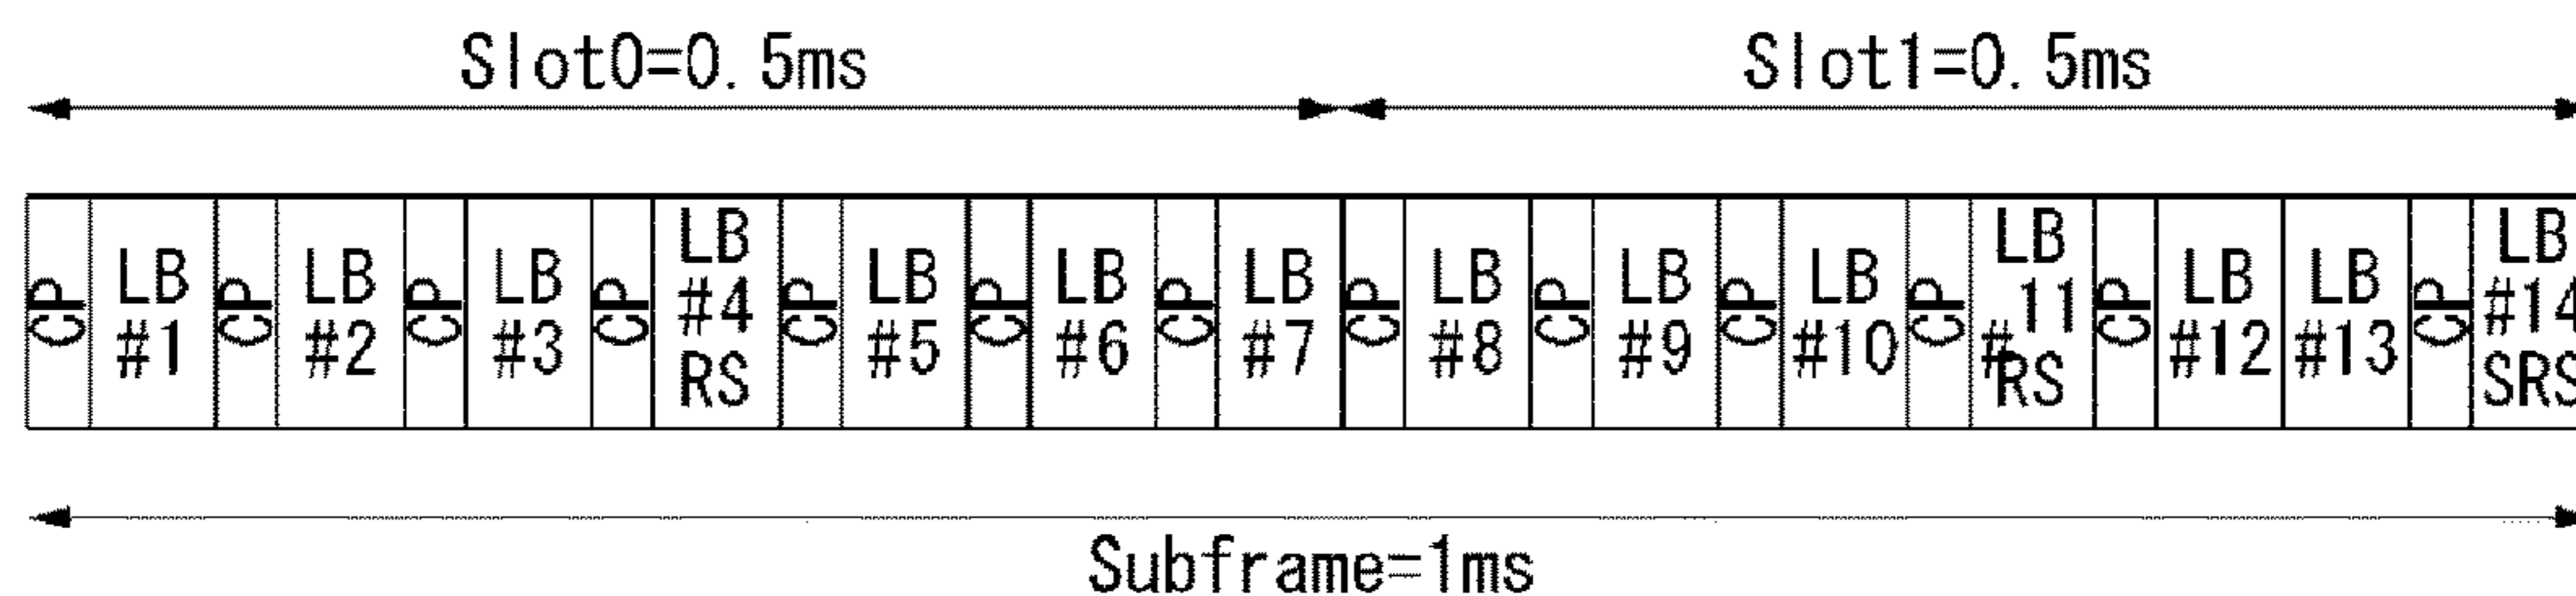 Slot0=0.5ms
Slot1=0.5ms
CP
LB
#1
CP
LB
#2
CP
LB
#3
CP
LB
#4
RS
CP
LB
#5
CP
LB
#6
CP
LB
#7
CP
LB
#8
CP
LB
#9
CP
LB
#10
CP
LB
#11
RS
CP
LB
#12
LB
#13
CP
LB
#14
SRS
Subframe=1ms